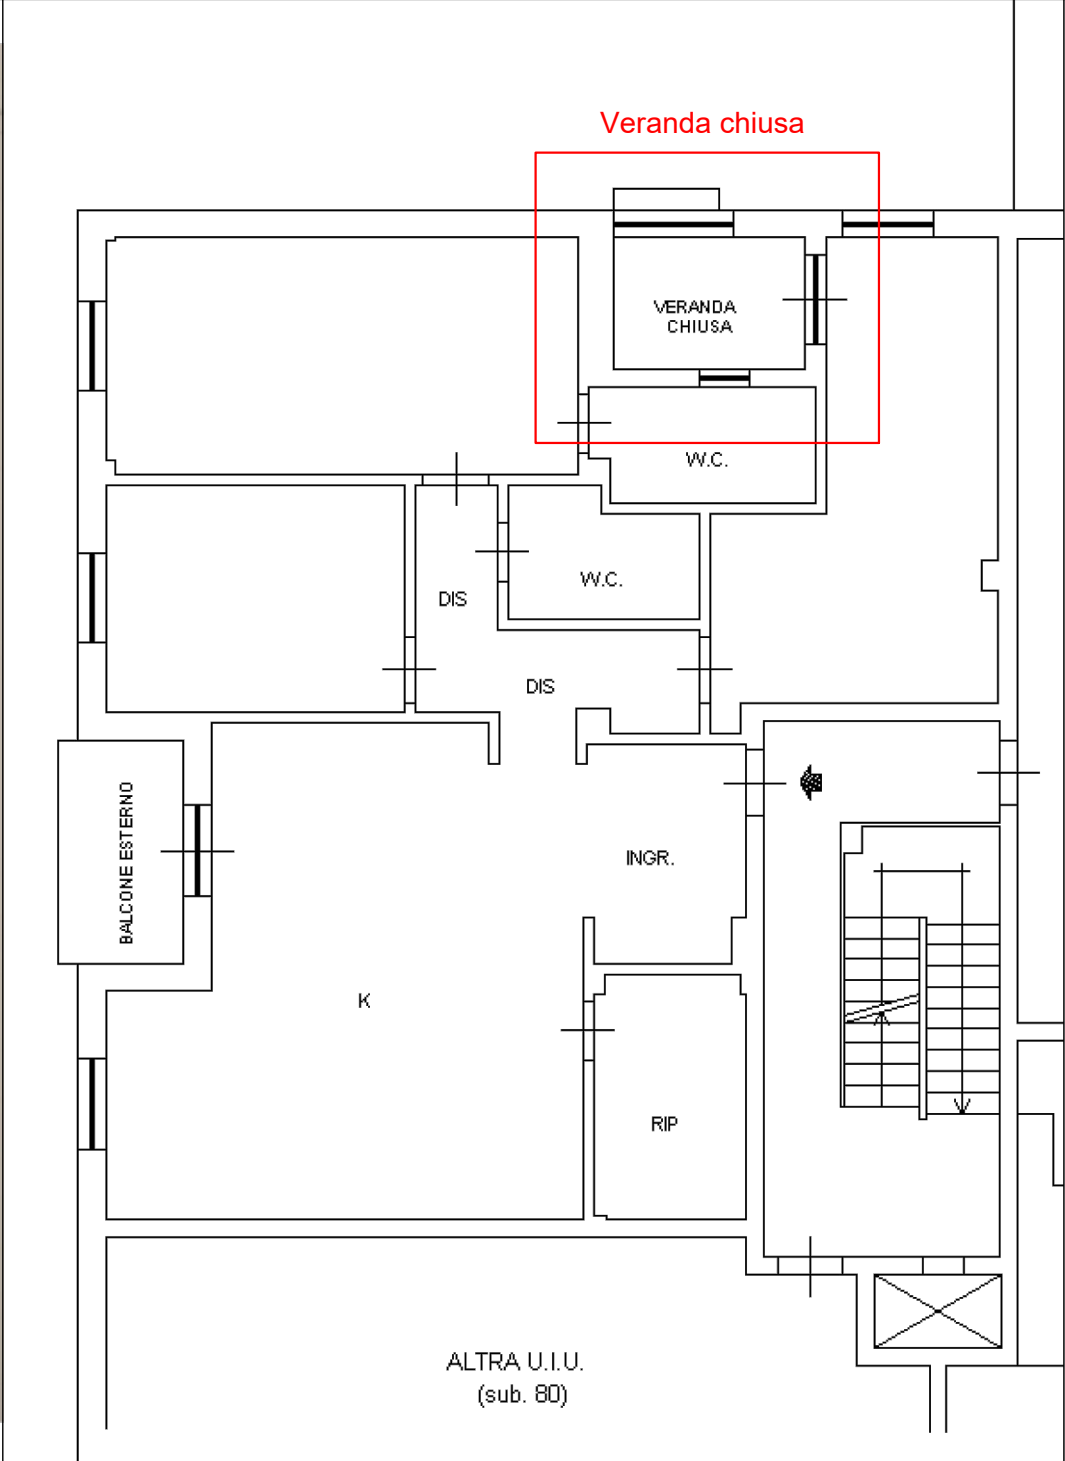 Veranda chiusa
VERANDA
CHIUSA
W.C.
W.C.
DIS
DIS
BALCONE ESTERNO
INGR.
K
RIP
ALTRA U.I.U.
(sub. 80)